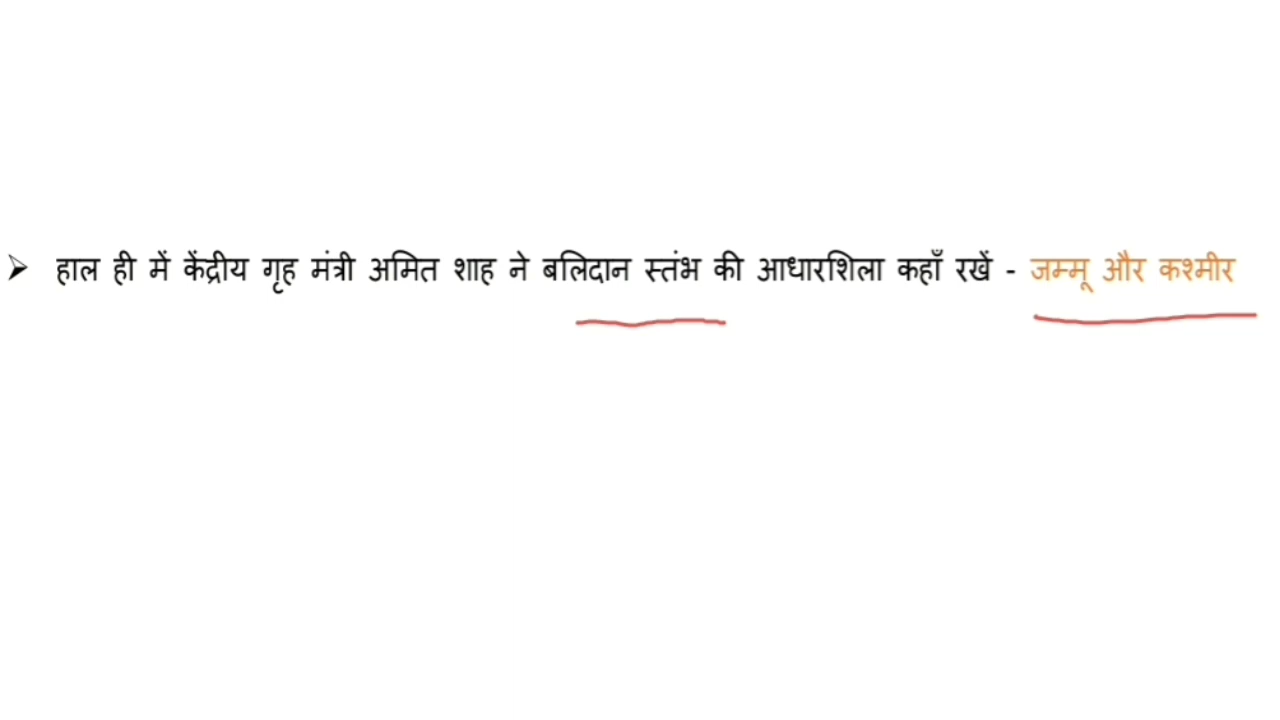 ➢ हाल ही में केंद्रीय गृह मंत्री अमित शाह ने बलिदान स्तंभ की आधारशिला कहाँ रखें - जम्मू और कश्मीर